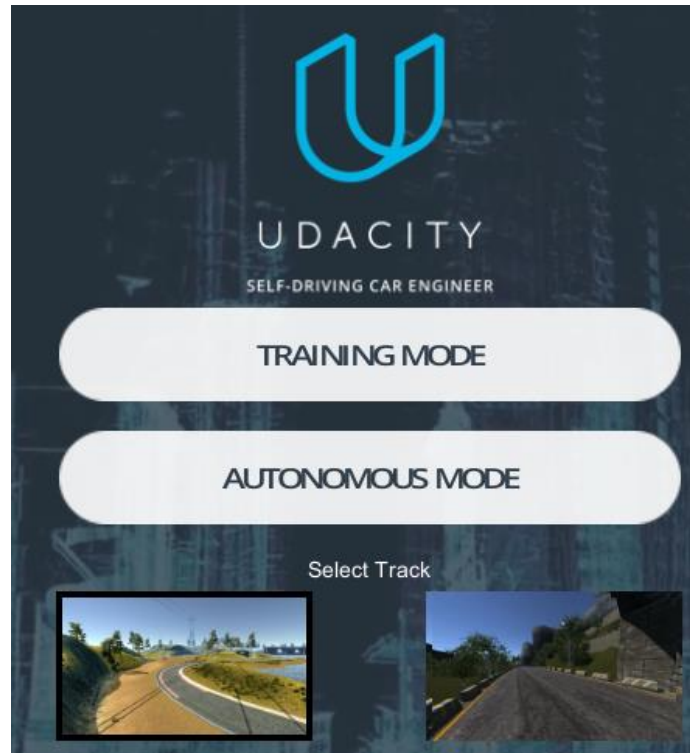 UDACITY
SELF-DRIVING CAR ENGINEER
TRAINING MODE
AUTONOMOUS MODE
Select Track